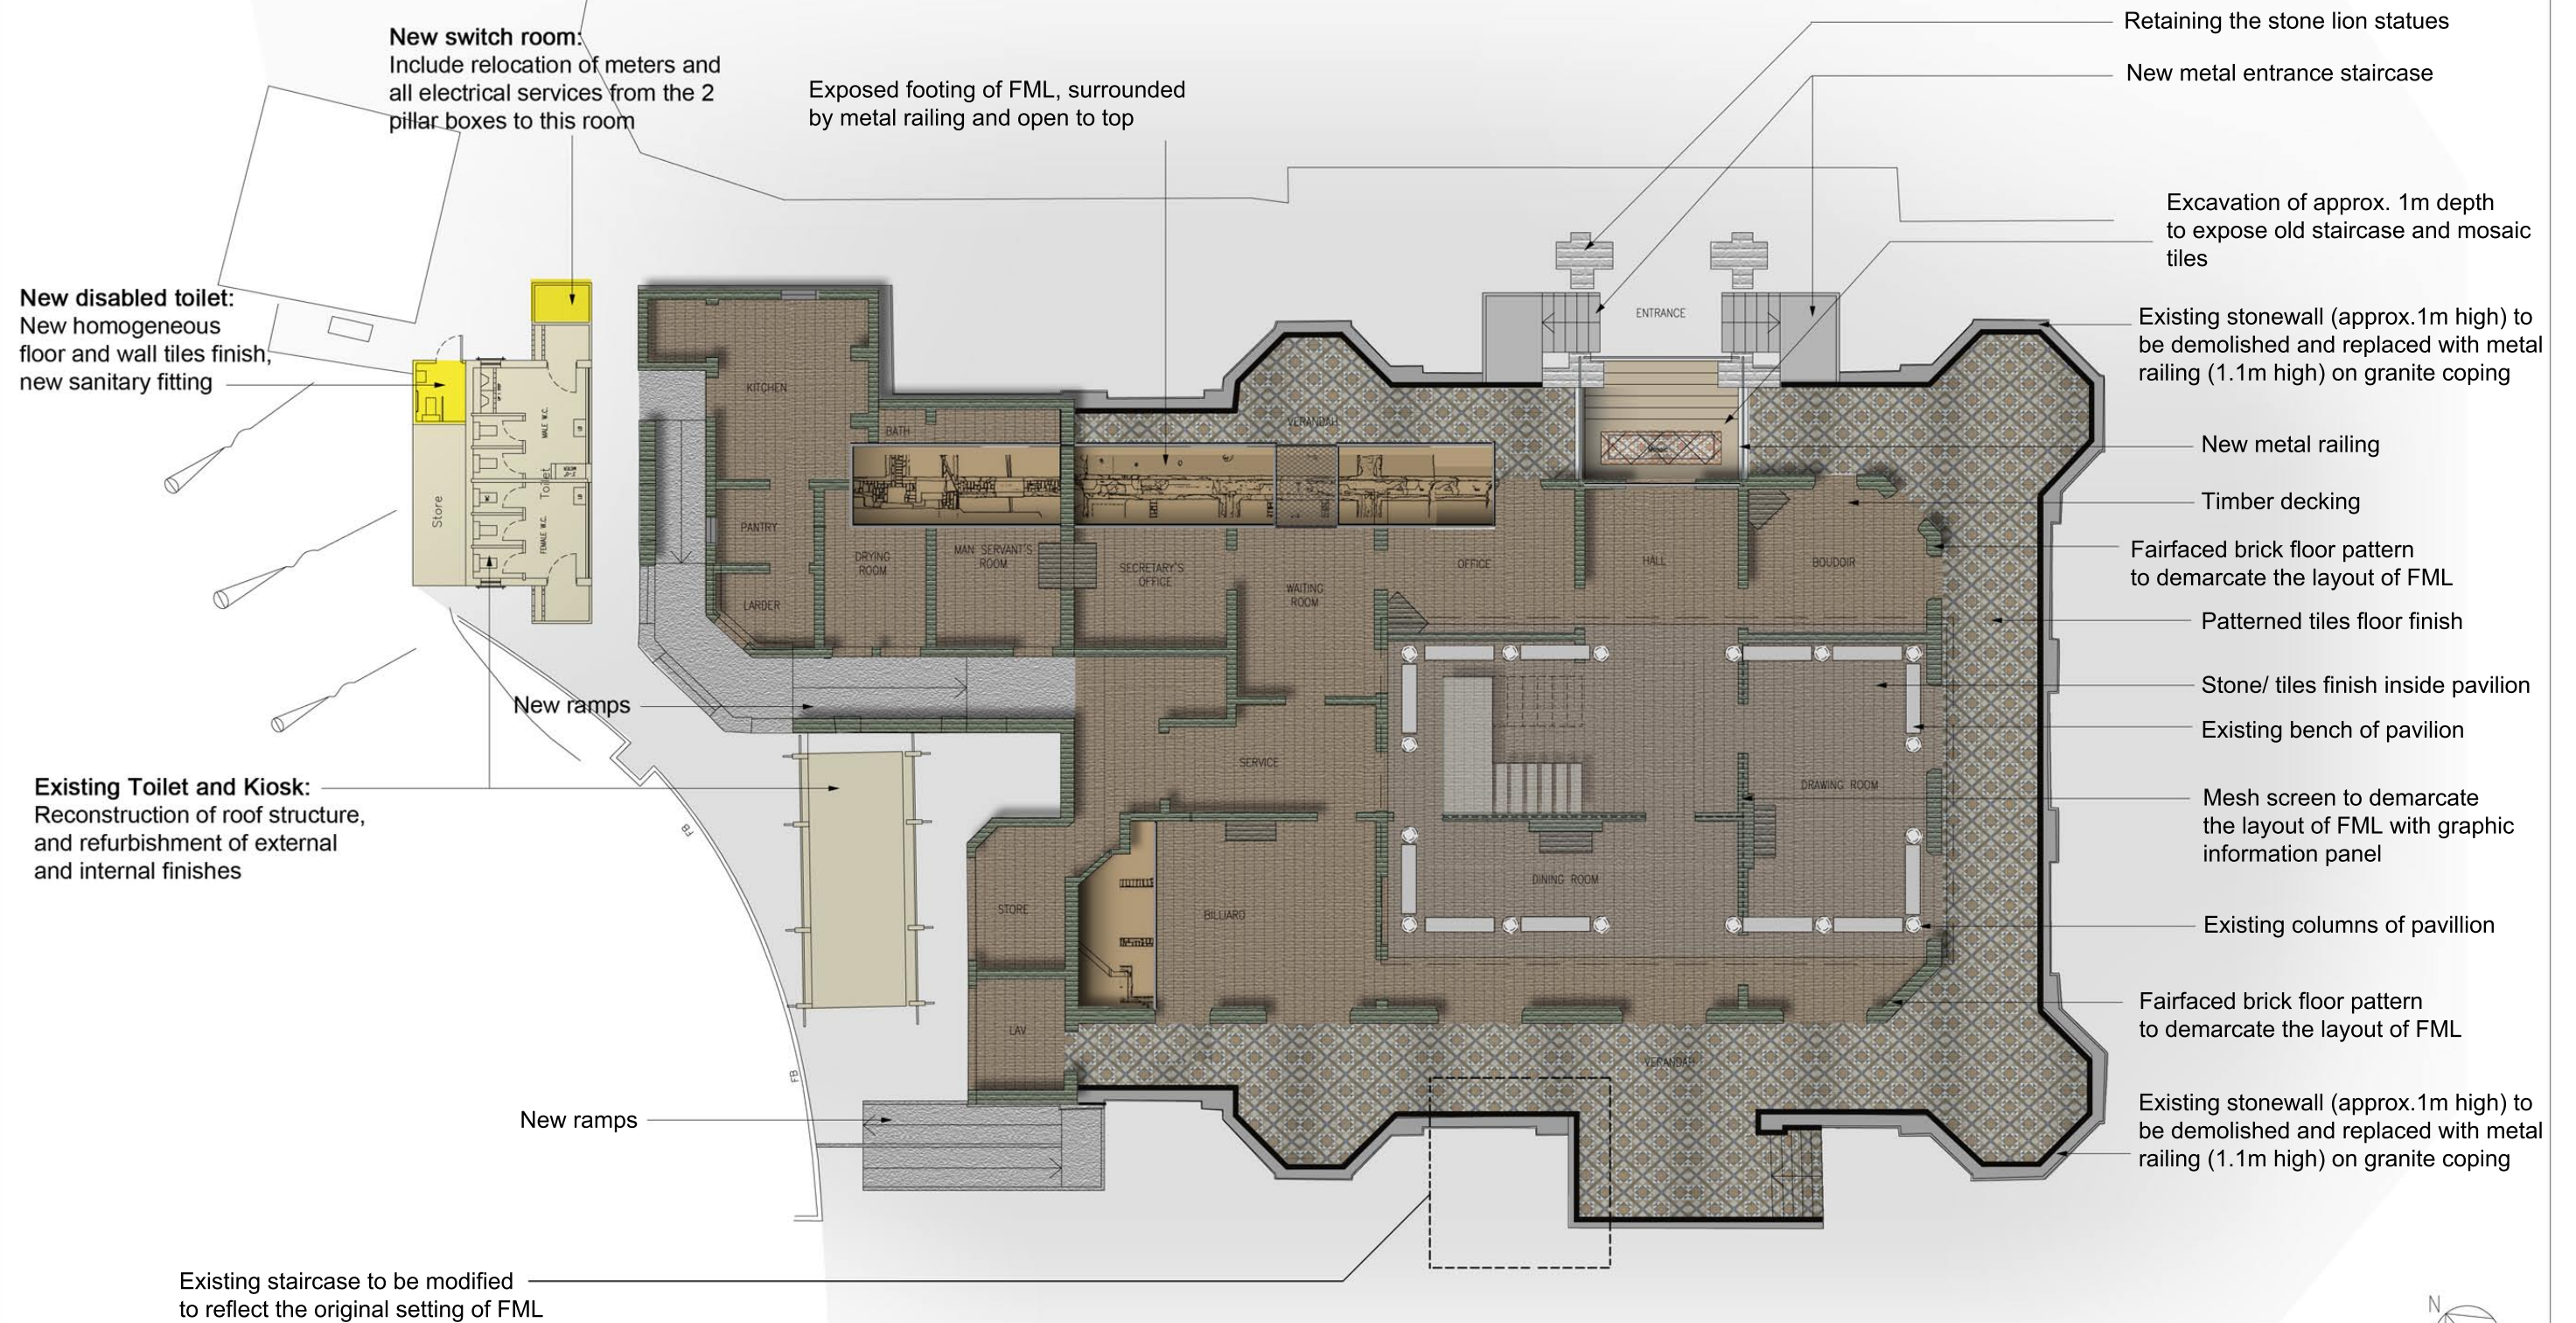 New switch room:
Include relocation of meters and
all electrical services from the 2
pillar boxes to this room
Exposed footing of FML, surrounded
by metal railing and open to top
Retaining the stone lion statues
New metal entrance staircase
Excavation of approx. 1m depth
to expose old staircase and mosaic
tiles
New disabled toilet:
New homogeneous
floor and wall tiles finish,
new sanitary fitting
Existing stonewall (approx.1m high) to
be demolished and replaced with metal
railing (1.1m high) on granite coping
New metal railing
Timber decking
Fairfaced brick floor pattern
to demarcate the layout of FML
Patterned tiles floor finish
Stone/ tiles finish inside pavilion
Existing bench of pavilion
Mesh screen to demarcate
the layout of FML with graphic
information panel
Existing columns of pavillion
Fairfaced brick floor pattern
to demarcate the layout of FML
Existing stonewall (approx.1m high) to
be demolished and replaced with metal
railing (1.1m high) on granite coping
ENTRANCE
KITCHEN
BATH
VERANDAH
Store
MALE W.C.
Toilet
FEMALE W.C.
PANTRY
DRYING
ROOM
MAN SERVANT'S
ROOM
SECRETARY'S
OFFICE
WAITING
ROOM
OFFICE
HALL
BOUDOIR
LARDER
New ramps
SERVICE
DRAWING ROOM
Existing Toilet and Kiosk:
Reconstruction of roof structure,
and refurbishment of external
and internal finishes
FB
DINING ROOM
STORE
BILLIARD
LAV
VERANDAH
FB
New ramps
Existing staircase to be modified
to reflect the original setting of FML
N